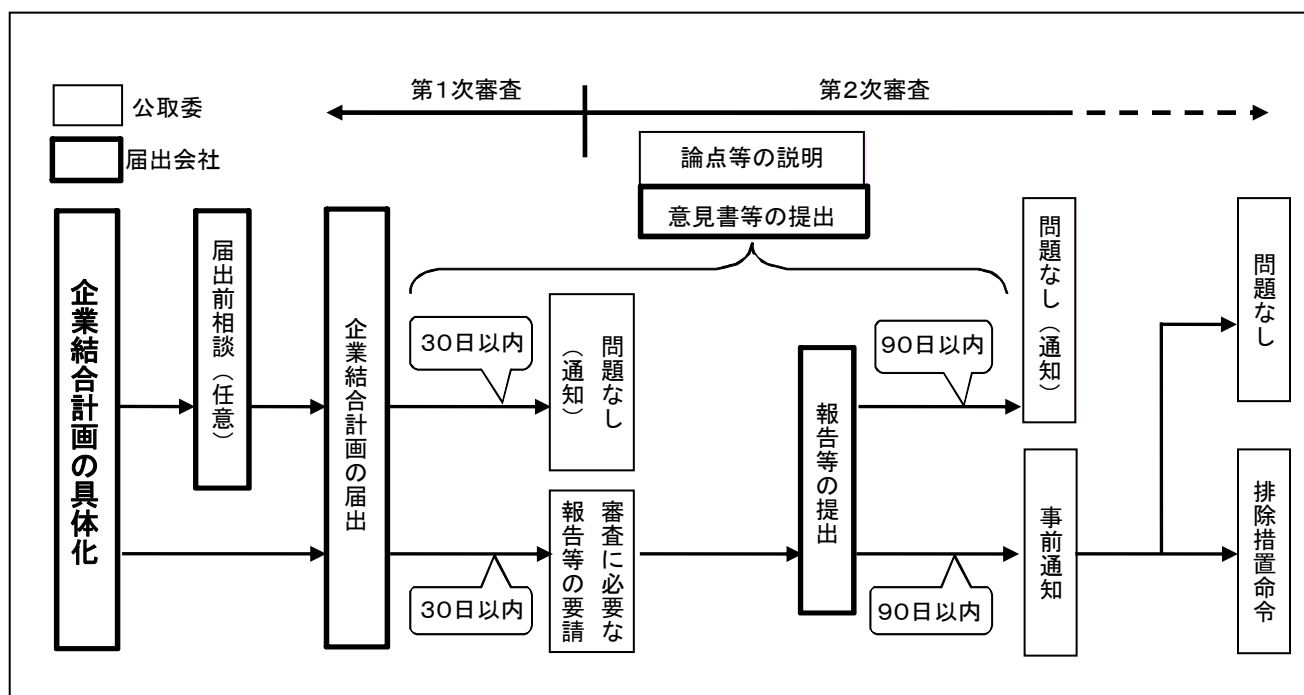 公取委
届出会社
第1次審査
第2次審査
論点等の説明
意見書等の提出
企業結合計画の具体化
届出前相談（任意）
企業結合計画の届出
30日以内
問題なし
（通知）
30日以内
審査に必要な
報告等の要請
報告等の提出
90日以内
問題なし（通知）
90日以内
事前通知
問題なし
排除措置命令